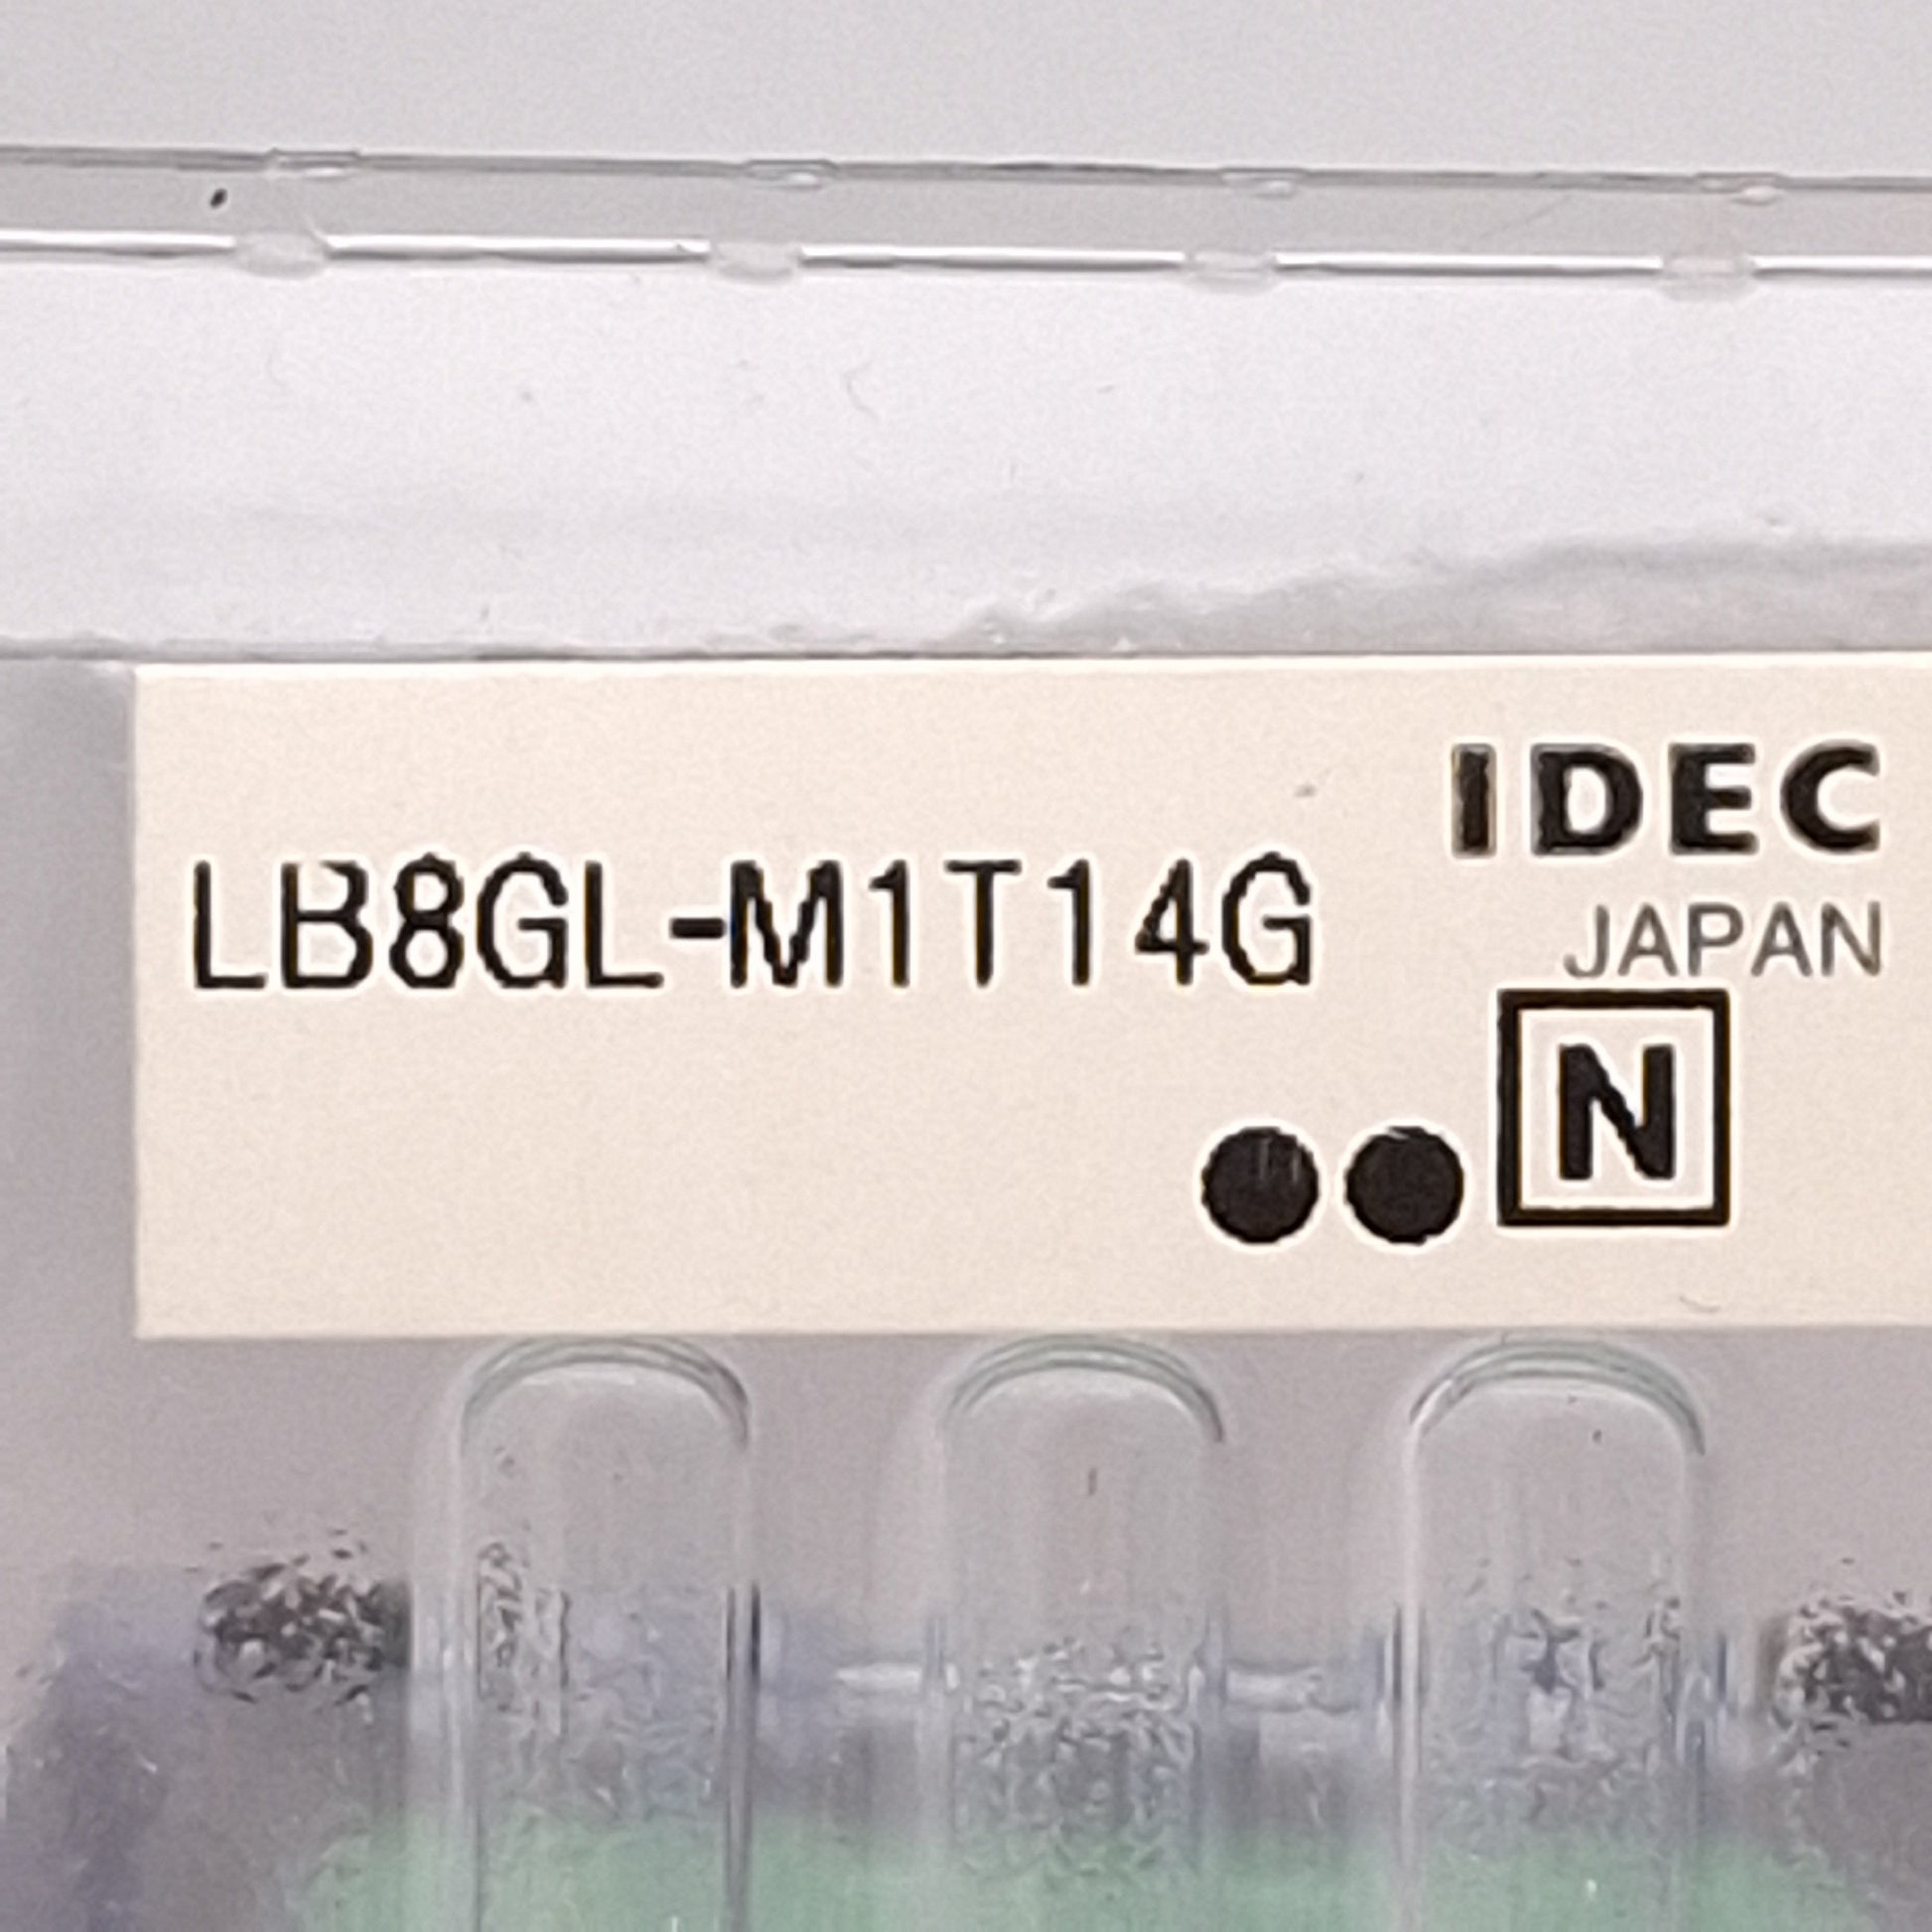 IDEC
LB8GL-M1T14G
JAPAN
●● N